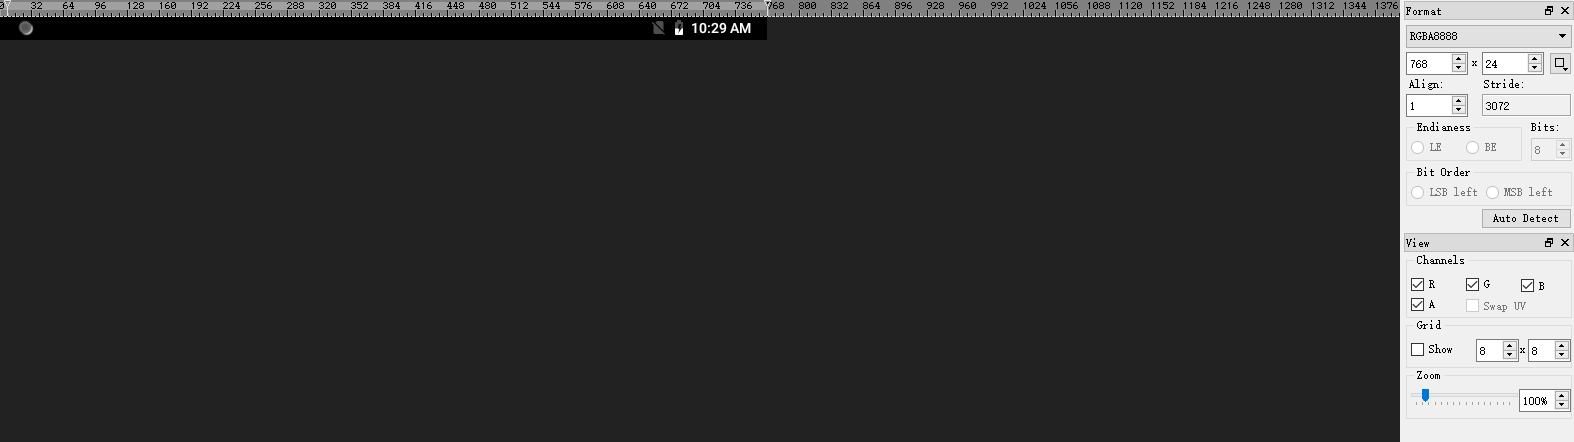 0 32 64 96 128 160 192 224 256 288 320 352 384 416 448 480 512 544 576 608 640 672 704 736 768 800 832 864 896 928 960 992 1024 1056 1088 1120 1152 1184 1216 1248 1280 1312 1344 1376
10:29 AM
Format
RGBA8888
768 x 24
Align: Stride:
1 3072
Endianess Bits:
LE BE 8
Bit Order
LSB left MSB left
Auto Detect
View
Channels
R G B
A Swap UV
Grid
Show 8 x 8
Zoom
100%